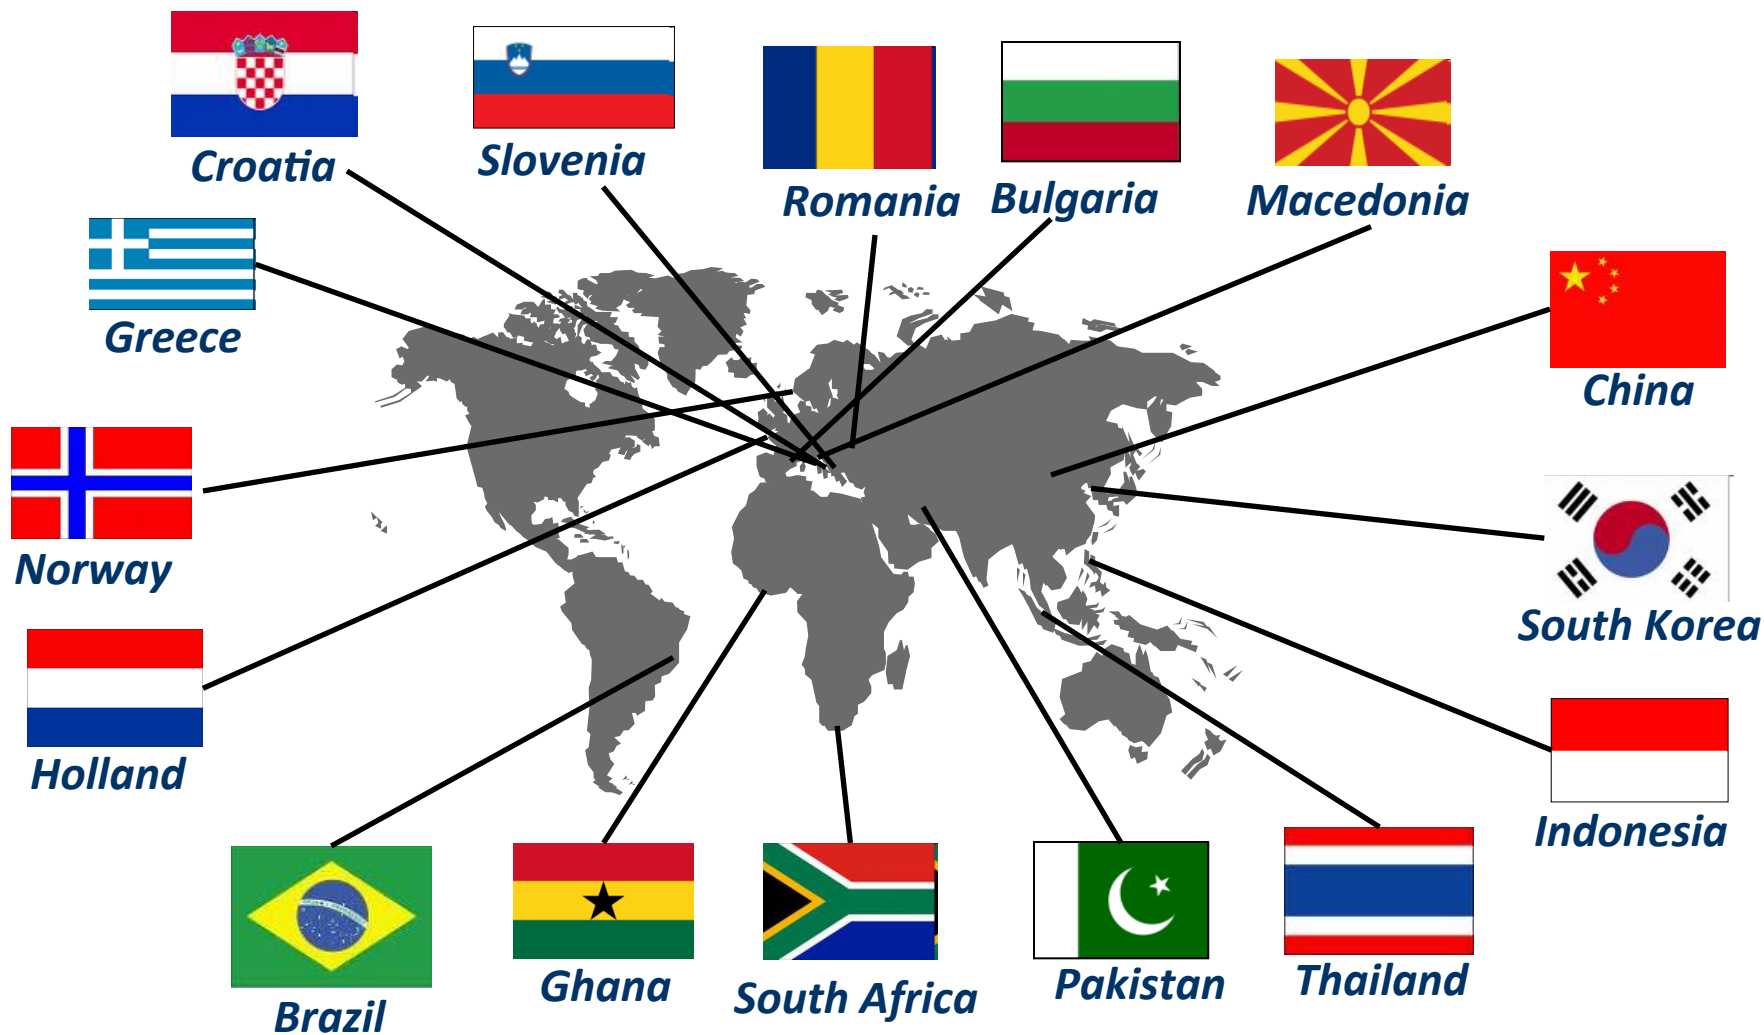 Croatia
Slovenia
Romania
Bulgaria
Macedonia
Greece
China
Norway
South Korea
Holland
Indonesia
Brazil
Ghana
South Africa
Pakistan
Thailand